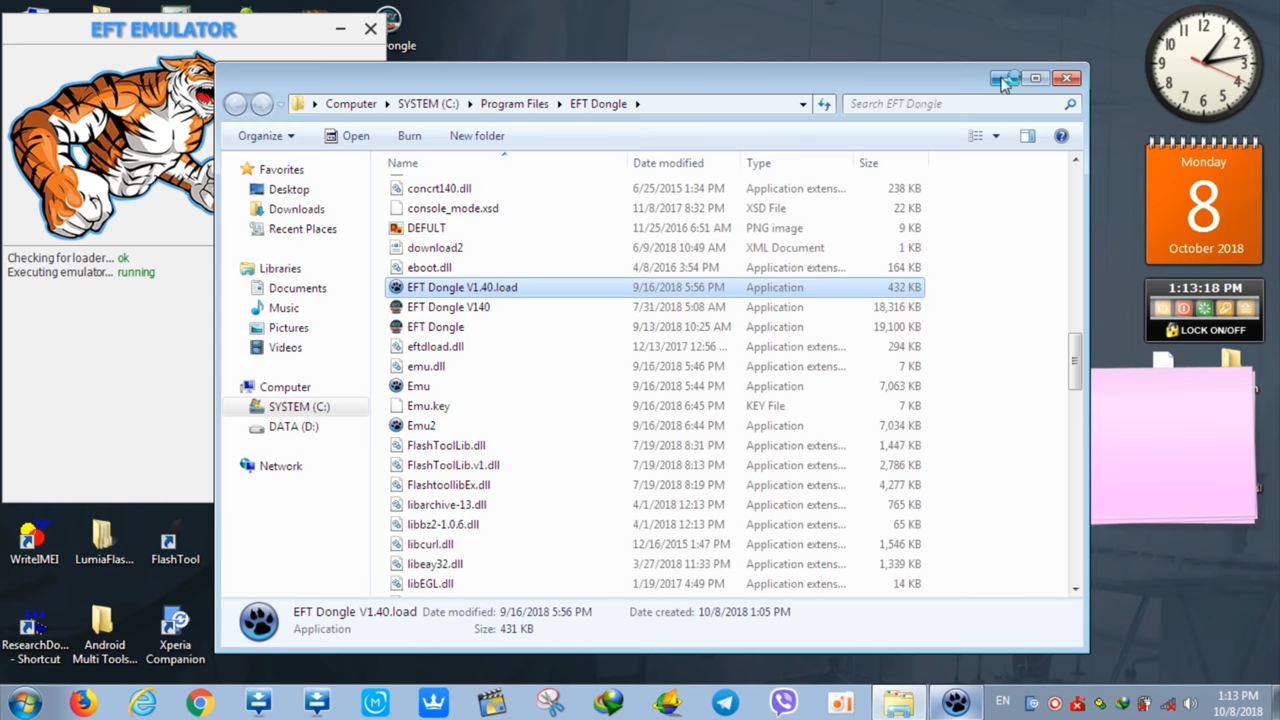 EFT EMULATOR
Checking for loader... ok
Executing emulator... running
ongle
Computer
SYSTEM (C:)
Program Files
EFT Dongle
Search EFT Dongle
Organize
Open
Burn
New folder
Favorites
Desktop
Downloads
Recent Places
Libraries
Documents
Music
Pictures
Videos
Computer
SYSTEM (C:)
DATA (D:)
Network
Name Date modified Type Size
concrt140.dll 6/25/2015 1:34 PM Application extens... 238 KB
console_mode.xsd 11/8/2017 8:32 PM XSD File 22 KB
DEFULT 11/25/2016 6:51 AM PNG image 9 KB
download2 6/9/2018 10:49 AM XML Document 1 KB
eboot.dll 4/8/2016 3:54 PM Application extens... 164 KB
EFT Dongle V1.40.load 9/16/2018 5:56 PM Application 432 KB
EFT Dongle V140 7/31/2018 5:08 AM Application 18,316 KB
EFT Dongle 9/13/2018 10:25 AM Application 19,100 KB
eftdload.dll 12/13/2017 12:56 ... Application extens... 294 KB
emu.dll 9/16/2018 5:46 PM Application extens... 7 KB
Emu 9/16/2018 5:44 PM Application 7,063 KB
Emu.key 9/16/2018 6:45 PM KEY File 7 KB
Emu2 9/16/2018 6:44 PM Application 7,034 KB
FlashToolLib.dll 7/19/2018 8:31 PM Application extens... 1,447 KB
FlashToolLib.v1.dll 7/19/2018 8:13 PM Application extens... 2,786 KB
FlashtoollibEx.dll 7/19/2018 8:19 PM Application extens... 4,277 KB
libarchive-13.dll 4/1/2018 12:13 PM Application extens... 765 KB
libbz2-1.0.6.dll 4/1/2018 12:13 PM Application extens... 65 KB
libcurl.dll 12/16/2015 1:47 PM Application extens... 1,546 KB
libeay32.dll 3/27/2018 11:33 PM Application extens... 1,339 KB
libEGL.dll 1/19/2017 4:49 PM Application extens... 14 KB
EFT Dongle V1.40.load Date modified: 9/16/2018 5:56 PM Date created: 10/8/2018 1:05 PM
Application Size: 431 KB
12
1
2
3
4
5
6
7
8
9
10
11
Monday
8
October 2018
1:13:18 PM
LOCK ON/OFF
WriteIMEI
LumiaFlas...
FlashTool
ResearchDo... - Shortcut
Android Multi Tools...
Xperia Companion
EN
1:13 PM
10/8/2018